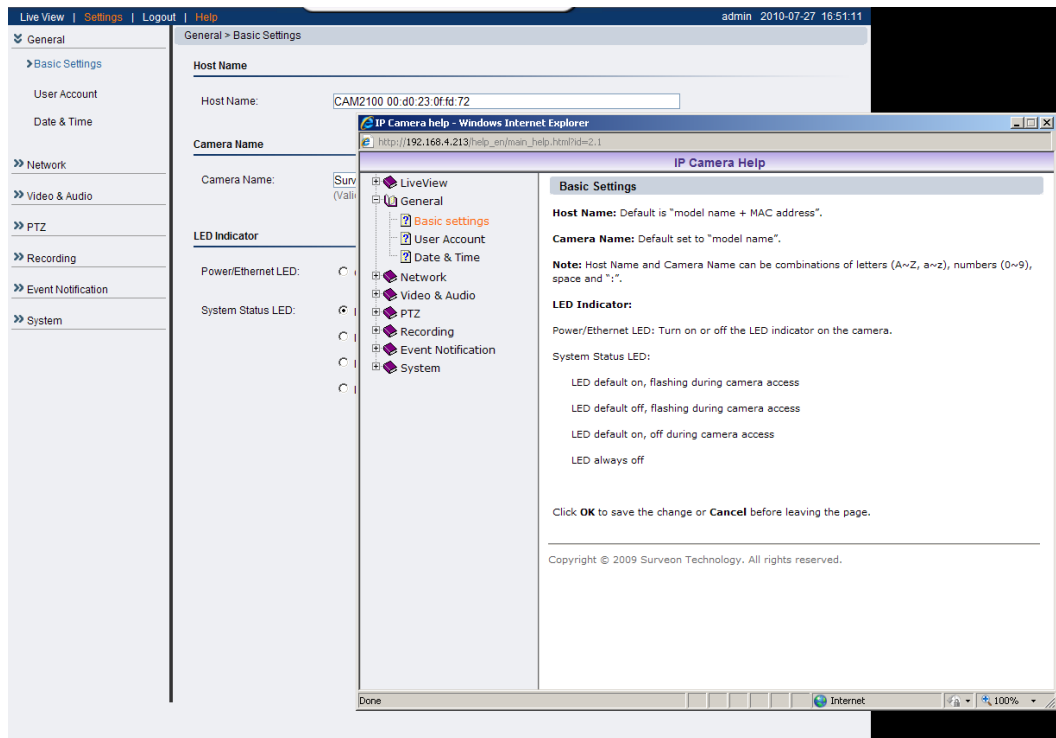 Live View | Settings | Logout | Help
admin 2010-07-27 16:51:11
General
Basic Settings
User Account
Date & Time
Network
Video & Audio
PTZ
Recording
Event Notification
System
General > Basic Settings
Host Name
Host Name: CAM2100 00:d0:23:0f:fd:72
Camera Name
Camera Name: Surv
(Vali
LED Indicator
Power/Ethernet LED:
System Status LED:
IP Camera help - Windows Internet Explorer
http://192.168.4.213/help_en/main_help.html?id=2.1
IP Camera Help
LiveView
General
Basic settings
User Account
Date & Time
Network
Video & Audio
PTZ
Recording
Event Notification
System
Basic Settings
Host Name: Default is “model name + MAC address”.
Camera Name: Default set to “model name”.
Note: Host Name and Camera Name can be combinations of letters (A~Z, a~z), numbers (0~9),
space and “:”.
LED Indicator:
Power/Ethernet LED: Turn on or off the LED indicator on the camera.
System Status LED:
LED default on, flashing during camera access
LED default off, flashing during camera access
LED default on, off during camera access
LED always off
Click OK to save the change or Cancel before leaving the page.
Copyright © 2009 Surveon Technology. All rights reserved.
Done
Internet
100%